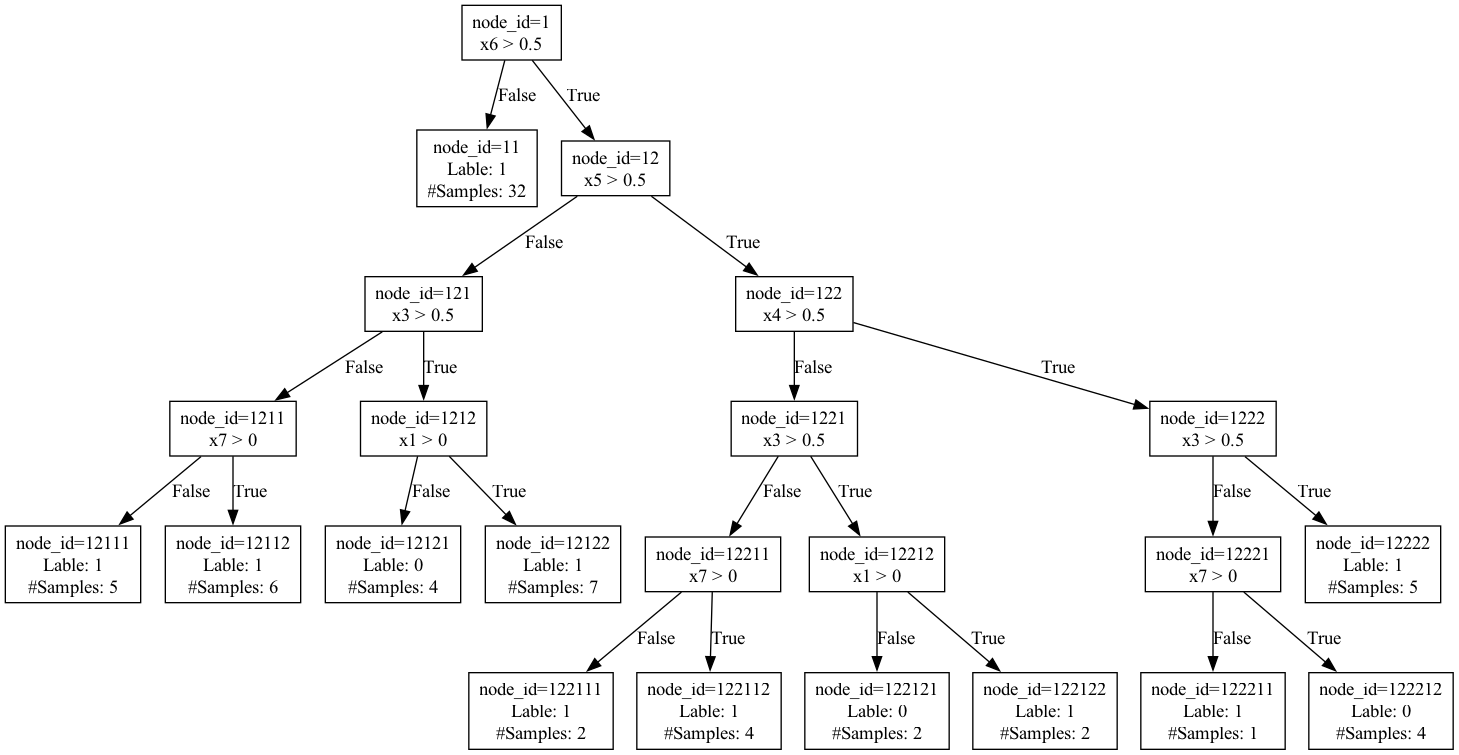 node_id=1
x6 > 0.5
False
True
node_id=11
Lable: 1
#Samples: 32
node_id=12
x5 > 0.5
False
True
node_id=121
x3 > 0.5
node_id=122
x4 > 0.5
False
True
False
True
node_id=1211
x7 > 0
node_id=1212
x1 > 0
node_id=1221
x3 > 0.5
node_id=1222
x3 > 0.5
False
True
False
True
False
True
False
True
node_id=12111
Lable: 1
#Samples: 5
node_id=12112
Lable: 1
#Samples: 6
node_id=12121
Lable: 0
#Samples: 4
node_id=12122
Lable: 1
#Samples: 7
node_id=12211
x7 > 0
node_id=12212
x1 > 0
node_id=12221
x7 > 0
node_id=12222
Lable: 1
#Samples: 5
False
True
False
True
False
True
node_id=122111
Lable: 1
#Samples: 2
node_id=122112
Lable: 1
#Samples: 4
node_id=122121
Lable: 0
#Samples: 2
node_id=122122
Lable: 1
#Samples: 2
node_id=122211
Lable: 1
#Samples: 1
node_id=122212
Lable: 0
#Samples: 4